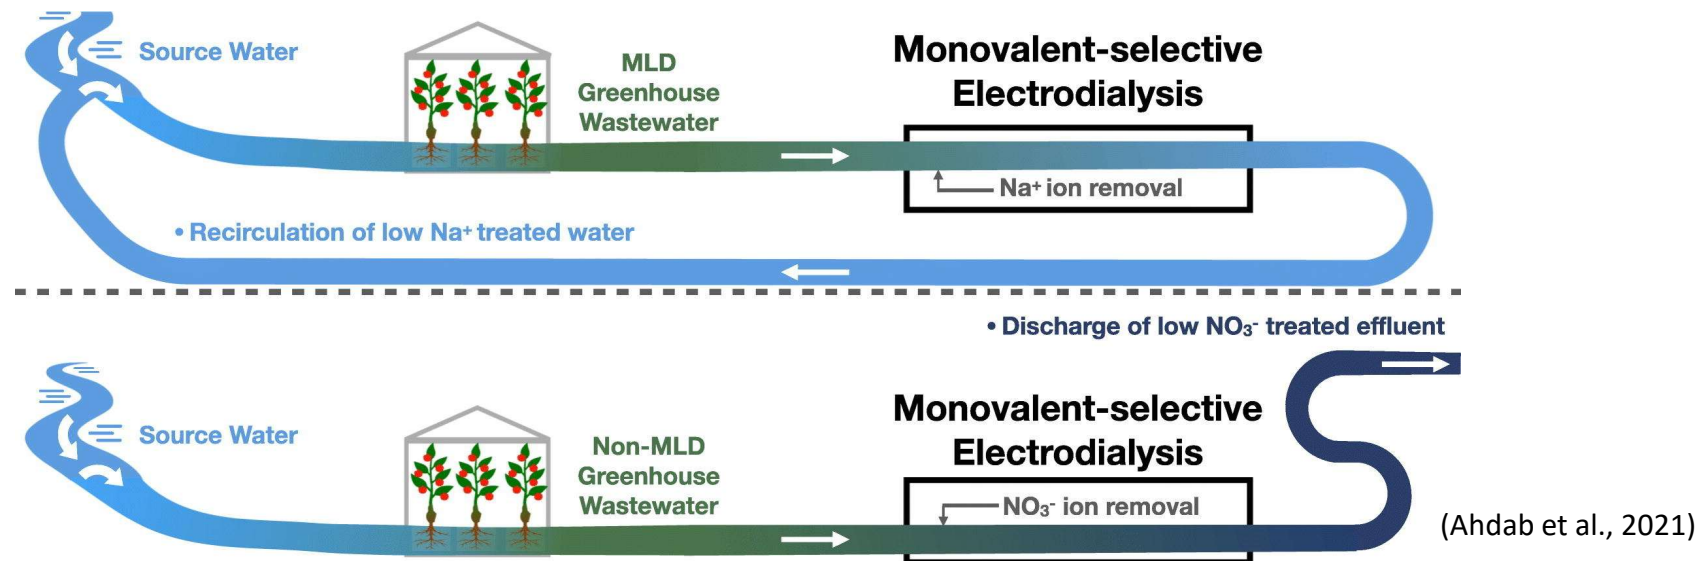 Source Water
MLD
Greenhouse
Wastewater
Monovalent-selective
Electrodialysis
Na⁺ ion removal
• Recirculation of low Na⁺ treated water
• Discharge of low NO₃⁻ treated effluent
Source Water
Non-MLD
Greenhouse
Wastewater
Monovalent-selective
Electrodialysis
NO₃⁻ ion removal
(Ahdab et al., 2021)